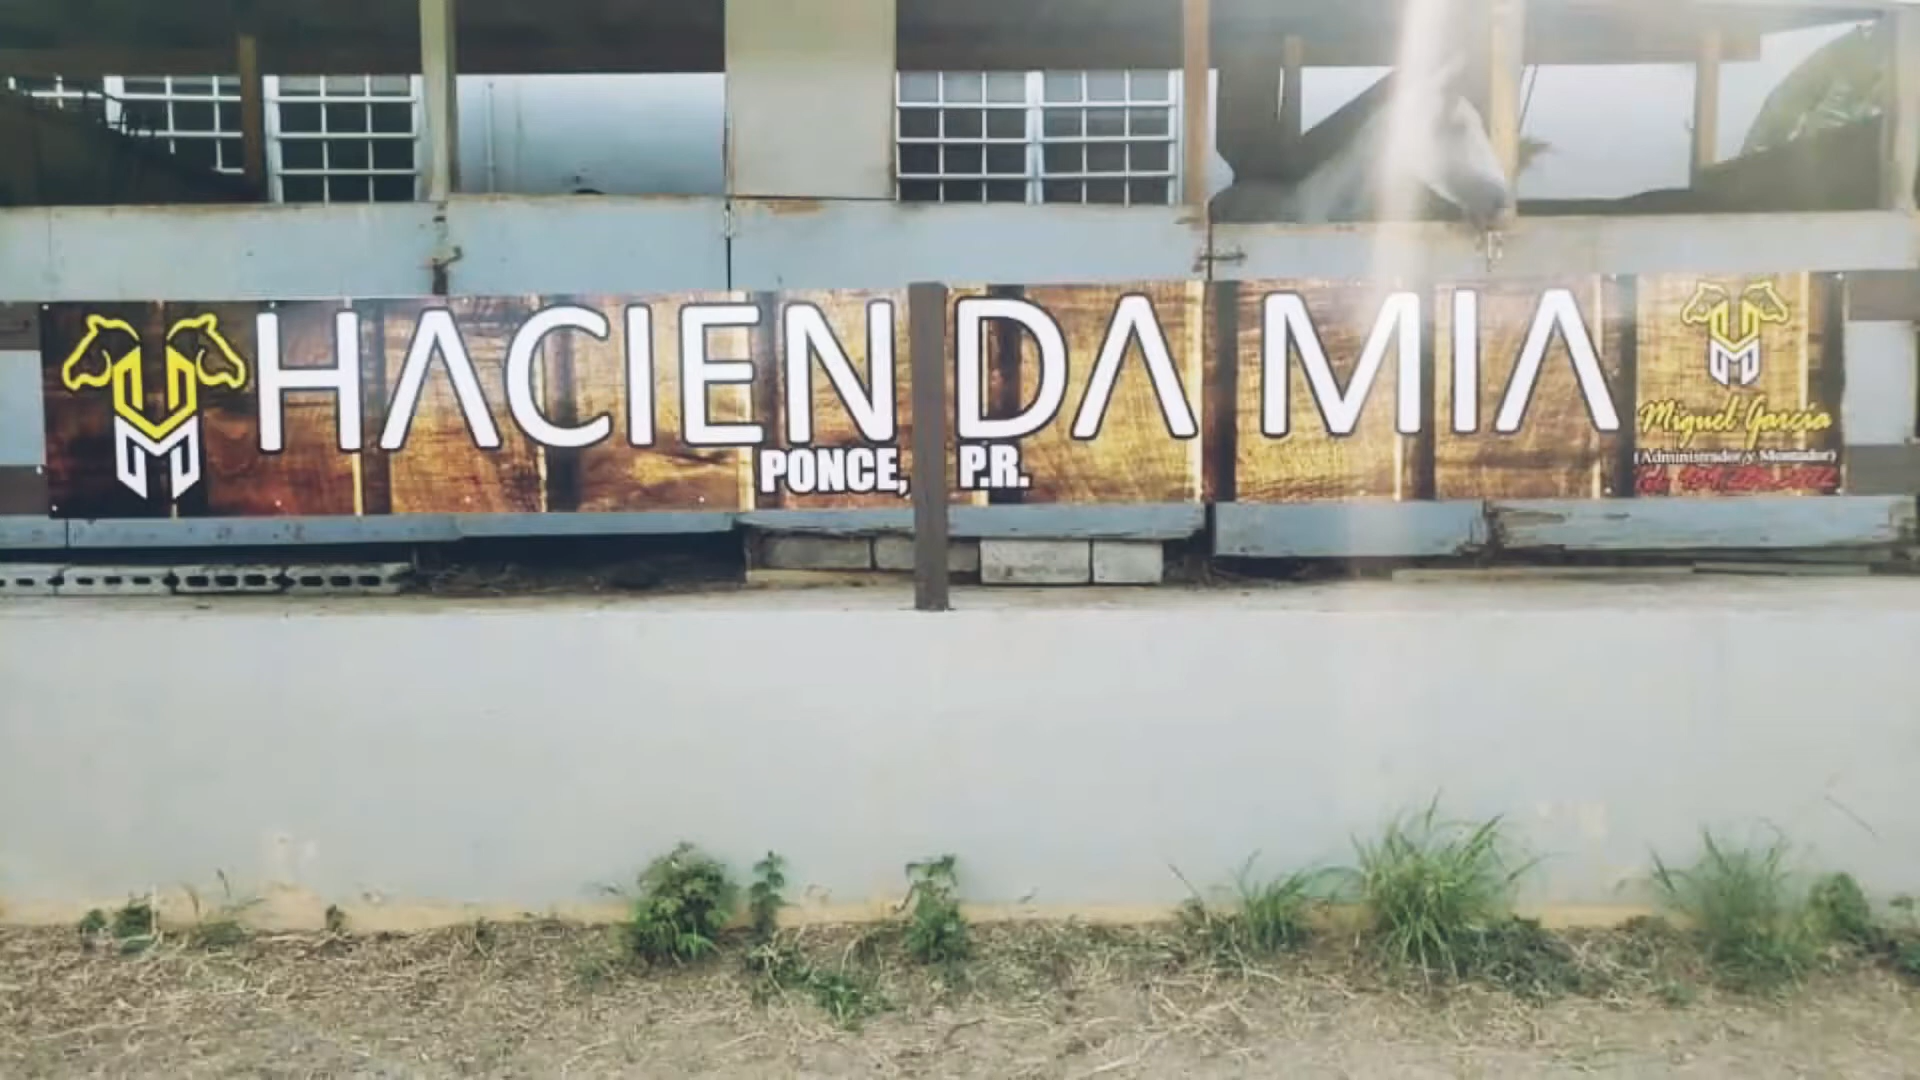 HACIENDA MIA
PONCE, P.R.
Miguel García
(Administrador y Montador)